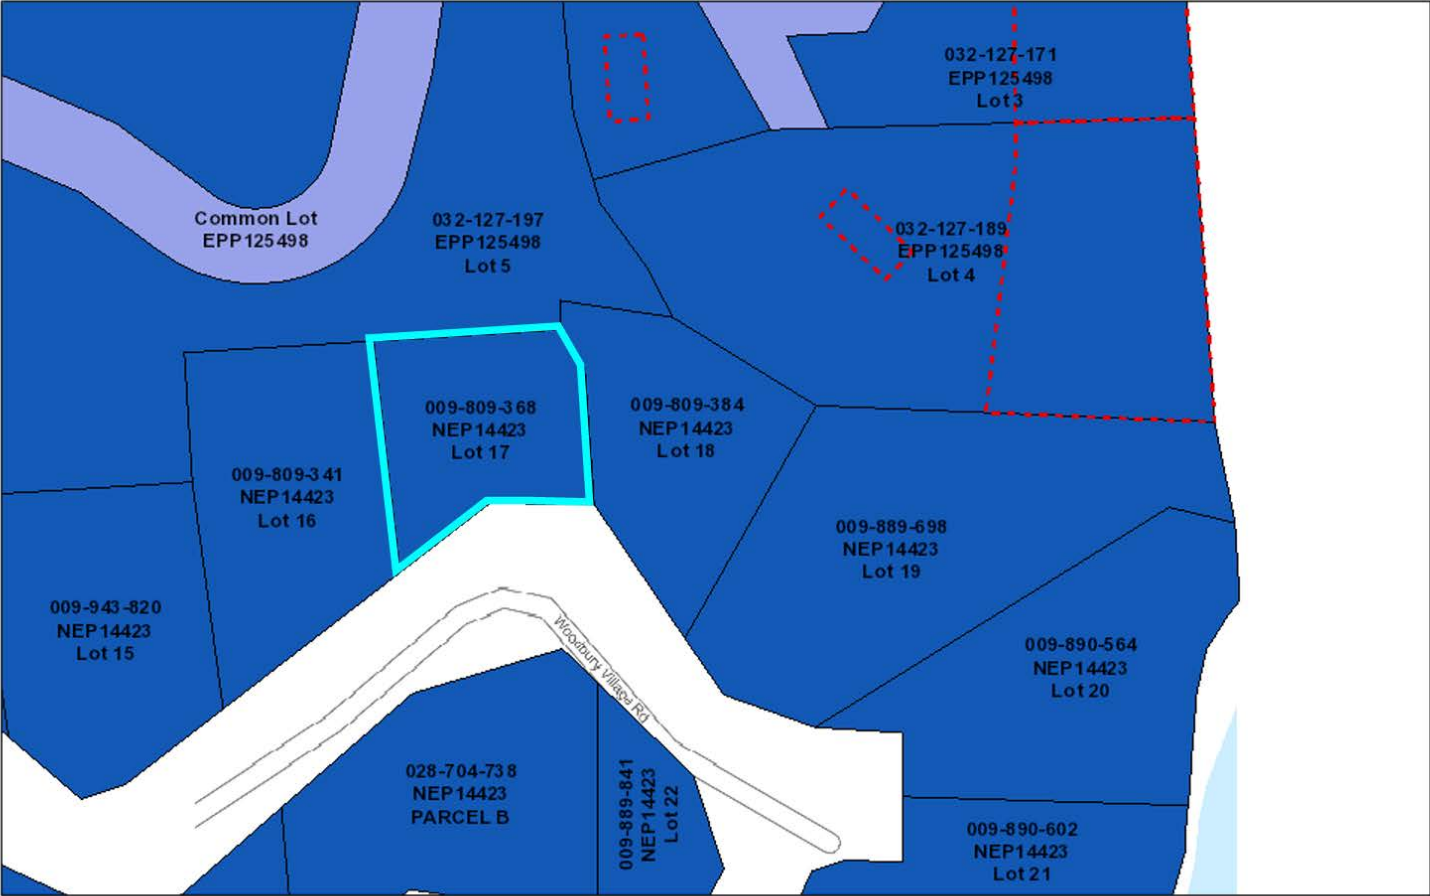 032-127-171
EPP125498
Lot 3
Common Lot
EPP125498
032-127-197
EPP125498
Lot 5
032-127-189
EPP125498
Lot 4
009-809-368
NEP14423
Lot 17
009-809-384
NEP14423
Lot 18
009-809-341
NEP14423
Lot 16
009-889-698
NEP14423
Lot 19
009-943-820
NEP14423
Lot 15
009-890-564
NEP14423
Lot 20
Woodbury Village Rd
028-704-738
NEP14423
PARCEL B
009-889-841
NEP14423
Lot 22
009-890-602
NEP14423
Lot 21